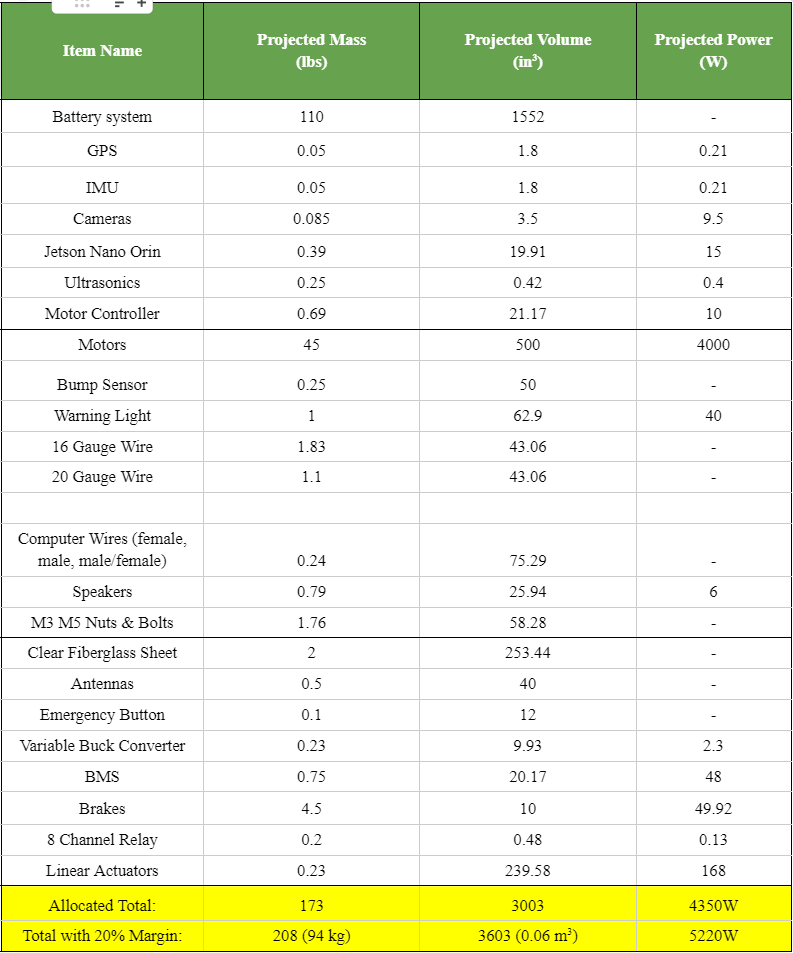 Item Name Projected Mass (lbs) Projected Volume (in³) Projected Power (W)
Battery system 110 1552 -
GPS 0.05 1.8 0.21
IMU 0.05 1.8 0.21
Cameras 0.085 3.5 9.5
Jetson Nano Orin 0.39 19.91 15
Ultrasonics 0.25 0.42 0.4
Motor Controller 0.69 21.17 10
Motors 45 500 4000
Bump Sensor 0.25 50 -
Warning Light 1 62.9 40
16 Gauge Wire 1.83 43.06 -
20 Gauge Wire 1.1 43.06 -
Computer Wires (female,
male, male/female) 0.24 75.29 -
Speakers 0.79 25.94 6
M3 M5 Nuts & Bolts 1.76 58.28 -
Clear Fiberglass Sheet 2 253.44 -
Antennas 0.5 40 -
Emergency Button 0.1 12 -
Variable Buck Converter 0.23 9.93 2.3
BMS 0.75 20.17 48
Brakes 4.5 10 49.92
8 Channel Relay 0.2 0.48 0.13
Linear Actuators 0.23 239.58 168
Allocated Total: 173 3003 4350W
Total with 20% Margin: 208 (94 kg) 3603 (0.06 m³) 5220W